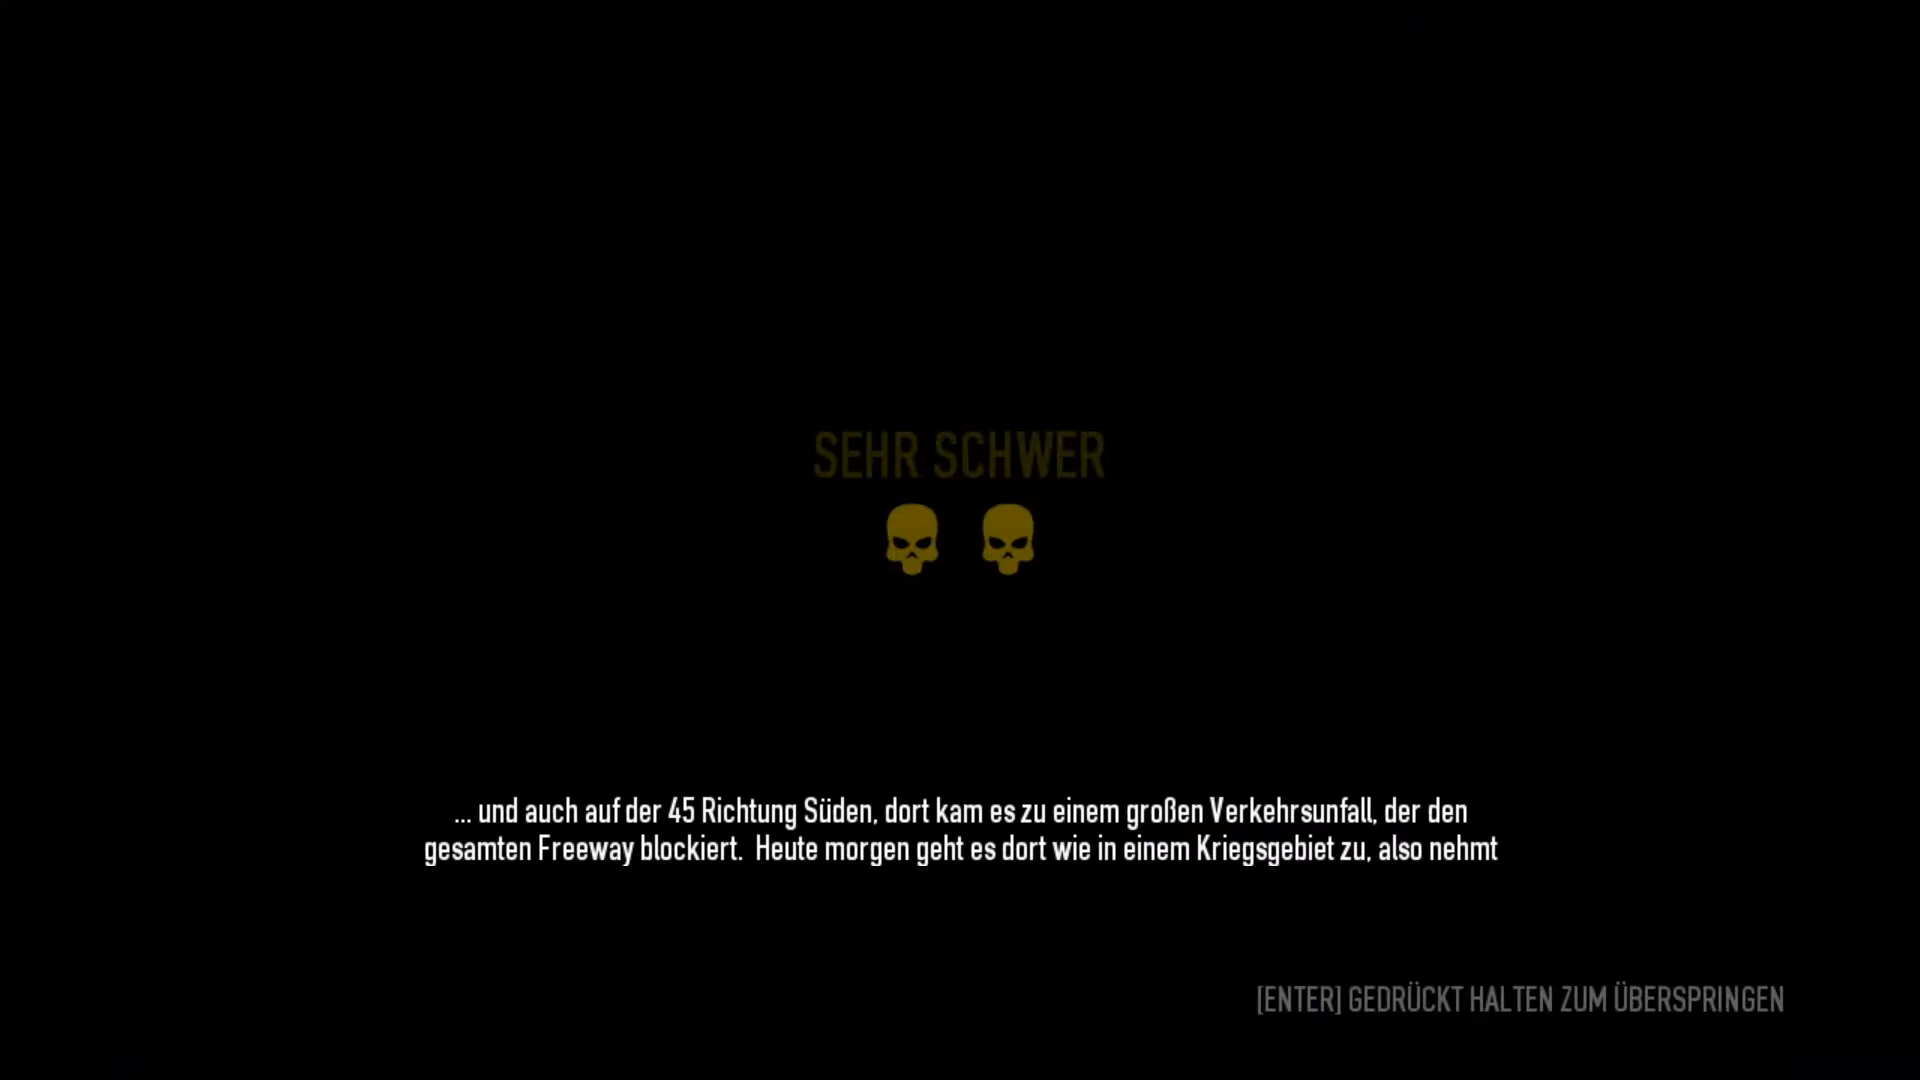 SEHR SCHWER
... und auch auf der 45 Richtung Süden, dort kam es zu einem großen Verkehrsunfall, der den
gesamten Freeway blockiert.  Heute morgen geht es dort wie in einem Kriegsgebiet zu, also nehmt
[ENTER] GEDRÜCKT HALTEN ZUM ÜBERSPRINGEN